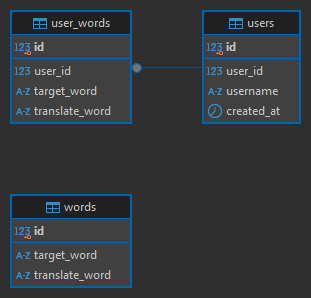 user_words
123 id
123 user_id
A-Z target_word
A-Z translate_word
users
123 id
123 user_id
A-Z username
created_at
words
123 id
A-Z target_word
A-Z translate_word